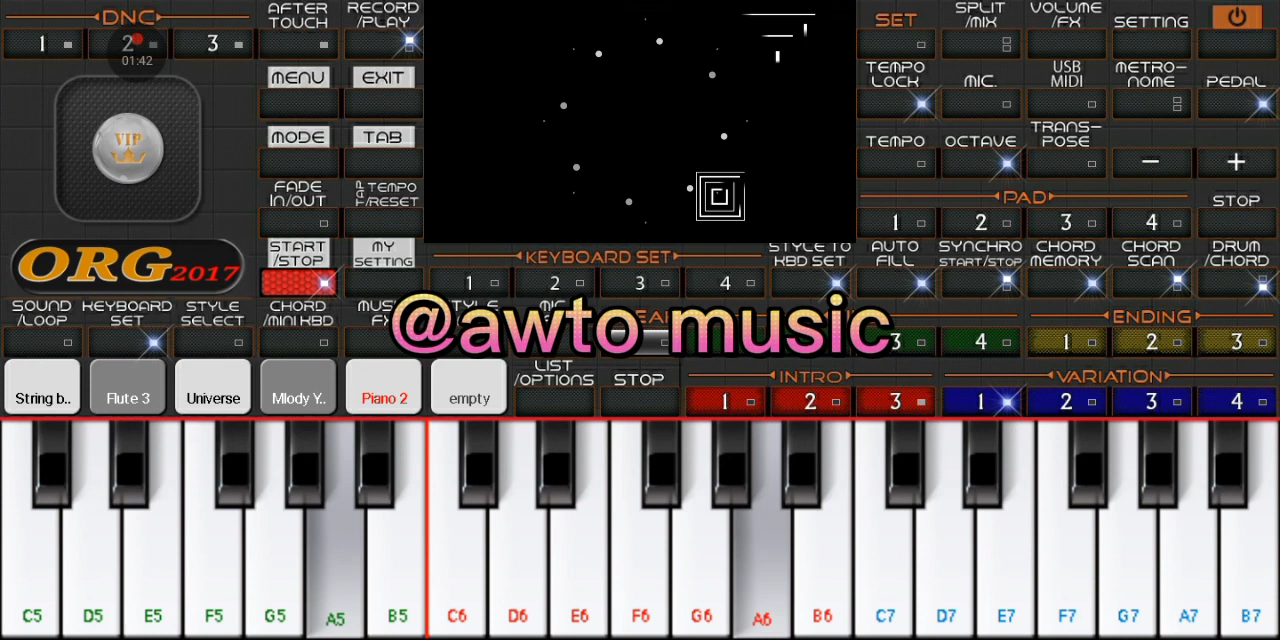 DNC
1 2 3
01:42
AFTER TOUCH
RECORD /PLAY
MENU
EXIT
MODE
TAB
FADE IN/OUT
TAP TEMPO /RESET
START /STOP
MY SETTING
VIP
ORG 2017
SET
SPLIT /MIX
VOLUME /FX
SETTING
TEMPO LOCK
MIC.
USB MIDI
METRO-NOME
PEDAL
TEMPO
OCTAVE
TRANS-POSE
− +
PAD
1 2 3 4
STOP
KEYBOARD SET
1 2 3 4
STYLE TO KBD SET
AUTO FILL
SYNCHRO START/STOP
CHORD MEMORY
CHORD SCAN
DRUM /CHORD
SOUND /LOOP
KEYBOARD SET
STYLE SELECT
CHORD /MINI KBD
@awto music
3 4
ENDING
1 2 3
String b..
Flute 3
Universe
Mlody Y..
Piano 2
empty
LIST /OPTIONS
STOP
INTRO
1 2 3
VARIATION
1 2 3 4
C5 D5 E5 F5 G5 A5 B5 C6 D6 E6 F6 G6 A6 B6 C7 D7 E7 F7 G7 A7 B7